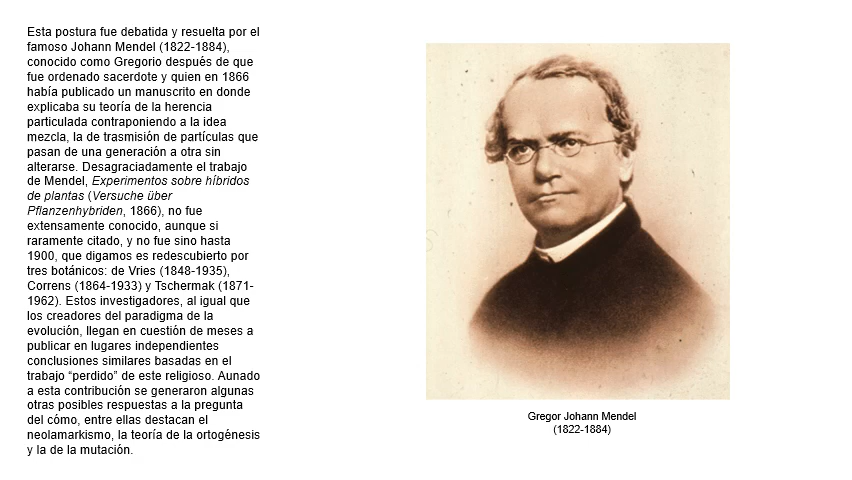 Esta postura fue debatida y resuelta por el
famoso Johann Mendel (1822-1884),
conocido como Gregorio después de que
fue ordenado sacerdote y quien en 1866
había publicado un manuscrito en donde
explicaba su teoría de la herencia
particulada contraponiendo a la idea
mezcla, la de trasmisión de partículas que
pasan de una generación a otra sin
alterarse. Desagraciadamente el trabajo
de Mendel, Experimentos sobre híbridos
de plantas (Versuche über
Pflanzenhybriden, 1866), no fue
extensamente conocido, aunque si
raramente citado, y no fue sino hasta
1900, que digamos es redescubierto por
tres botánicos: de Vries (1848-1935),
Correns (1864-1933) y Tschermak (1871-
1962). Estos investigadores, al igual que
los creadores del paradigma de la
evolución, llegan en cuestión de meses a
publicar en lugares independientes
conclusiones similares basadas en el
trabajo “perdido” de este religioso. Aunado
a esta contribución se generaron algunas
otras posibles respuestas a la pregunta
del cómo, entre ellas destacan el
neolamarkismo, la teoría de la ortogénesis
y la de la mutación.
Gregor Johann Mendel
(1822-1884)